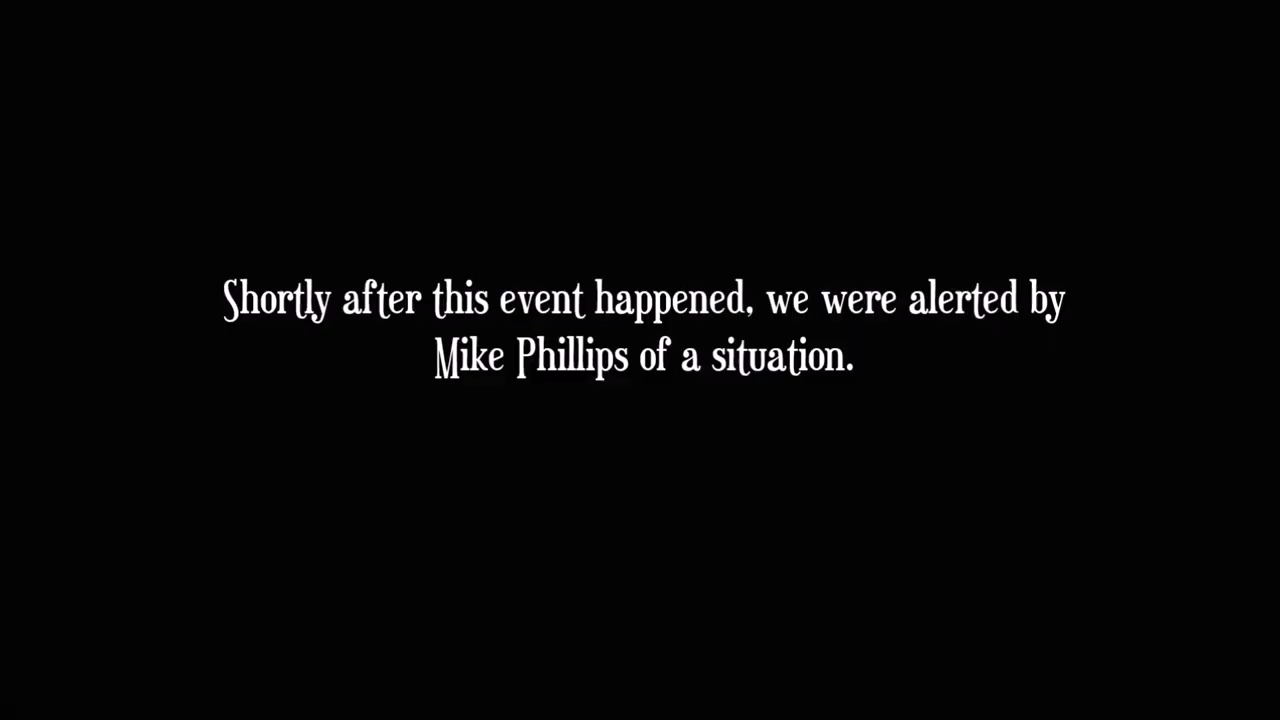 Shortly after this event happened, we were alerted by
Mike Phillips of a situation.